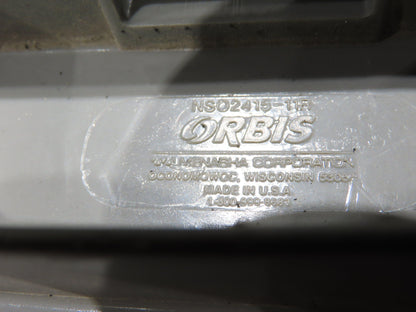 NSO2415-11R
ORBIS
A MENASHA CORPORATION
OCONOMOWOC, WISCONSIN
MADE IN U.S.A